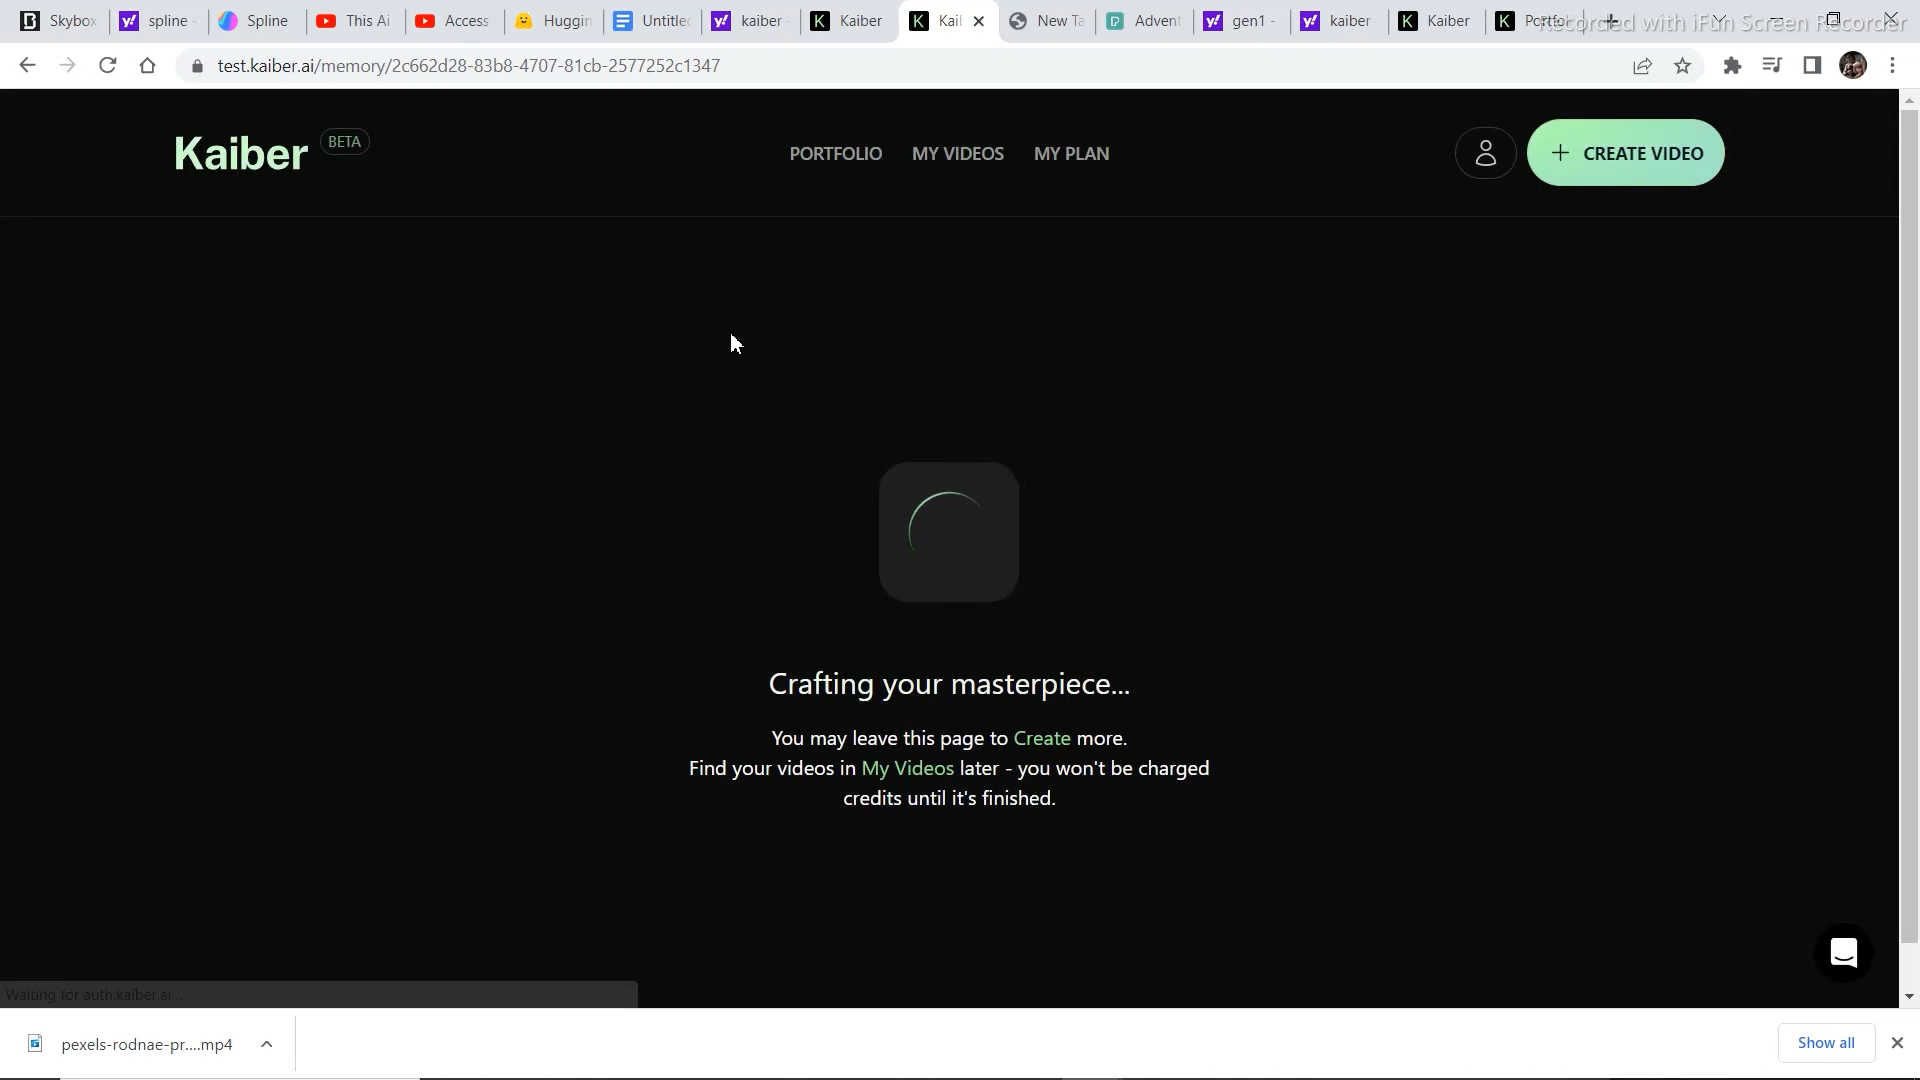 Skybox
spline -
Spline
This Ai
Access
Huggin
Untitled
kaiber -
Kaiber
Kail
New Ta
Advent
gen1 -
kaiber
Kaiber
Portfo
Recorded with iFun Screen Recorder
test.kaiber.ai/memory/2c662d28-83b8-4707-81cb-2577252c1347
Kaiber BETA
PORTFOLIO MY VIDEOS MY PLAN
+ CREATE VIDEO
Crafting your masterpiece...
You may leave this page to Create more.
Find your videos in My Videos later - you won't be charged
credits until it's finished.
Waiting for auth.kaiber.ai...
pexels-rodnae-pr....mp4
Show all